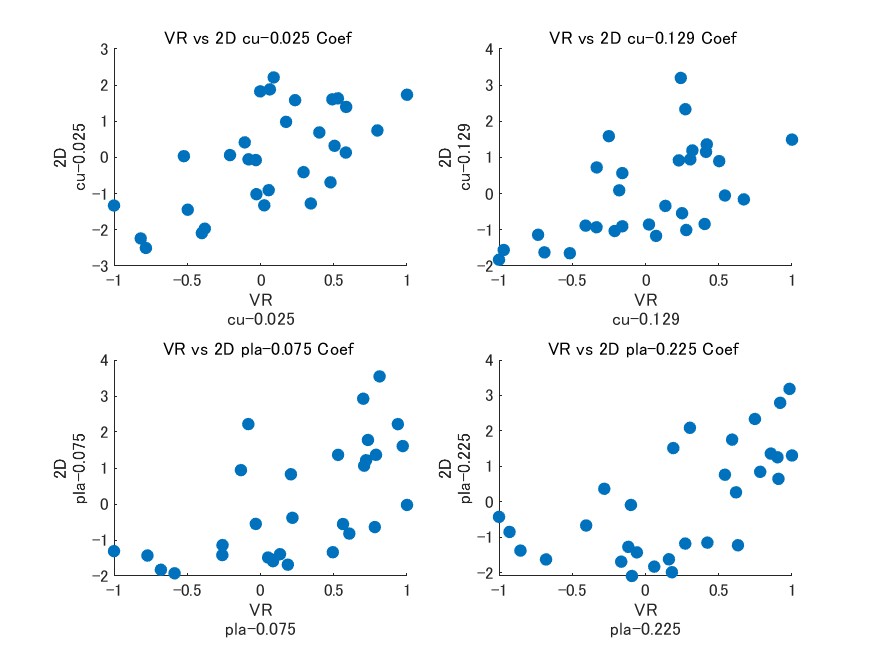 VR vs 2D cu-0.025 Coef
3
2
1
0
-1
-2
-3
2D
cu-0.025
-1 -0.5 0 0.5 1
VR
cu-0.025
VR vs 2D cu-0.129 Coef
4
3
2
1
0
-1
-2
2D
cu-0.129
-1 -0.5 0 0.5 1
VR
cu-0.129
VR vs 2D pla-0.075 Coef
4
3
2
1
0
-1
-2
2D
pla-0.075
-1 -0.5 0 0.5 1
VR
pla-0.075
VR vs 2D pla-0.225 Coef
4
3
2
1
0
-1
-2
2D
pla-0.225
-1 -0.5 0 0.5 1
VR
pla-0.225